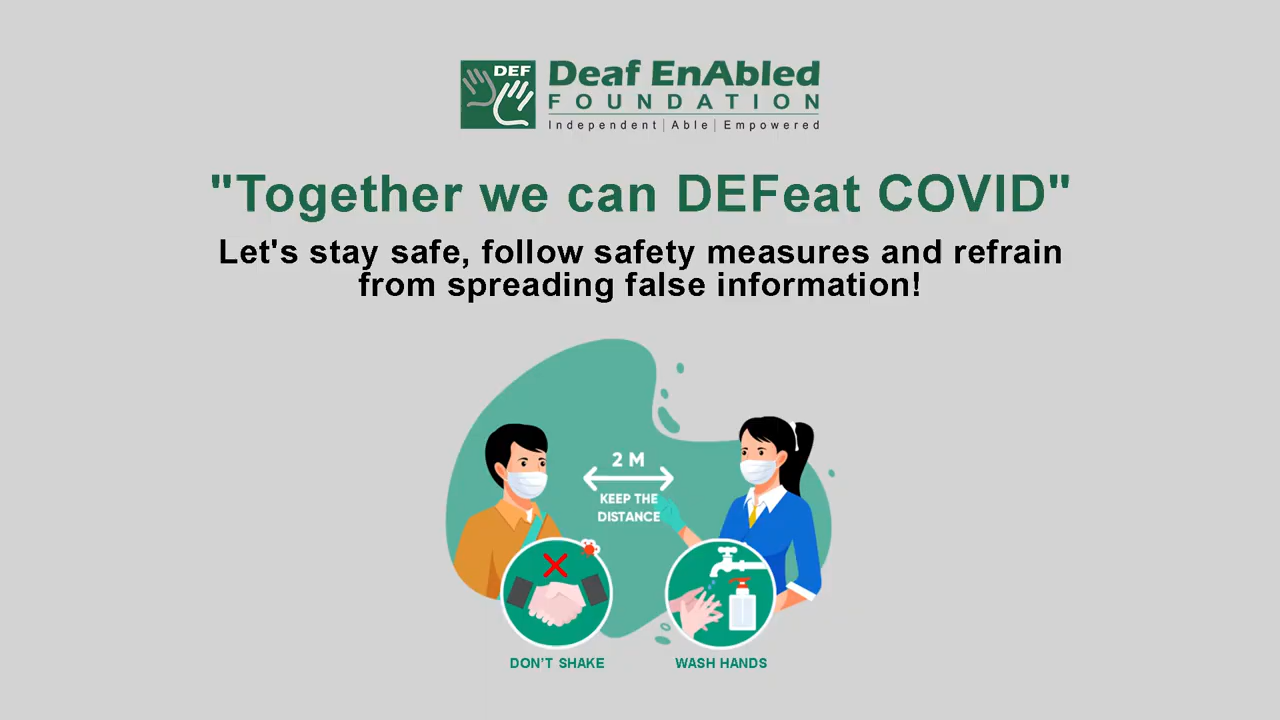 DEF
Deaf EnAbled
FOUNDATION
Independent | Able | Empowered
"Together we can DEFeat COVID"
Let's stay safe, follow safety measures and refrain
from spreading false information!
2 M
KEEP THE
DISTANCE
DON'T SHAKE
WASH HANDS